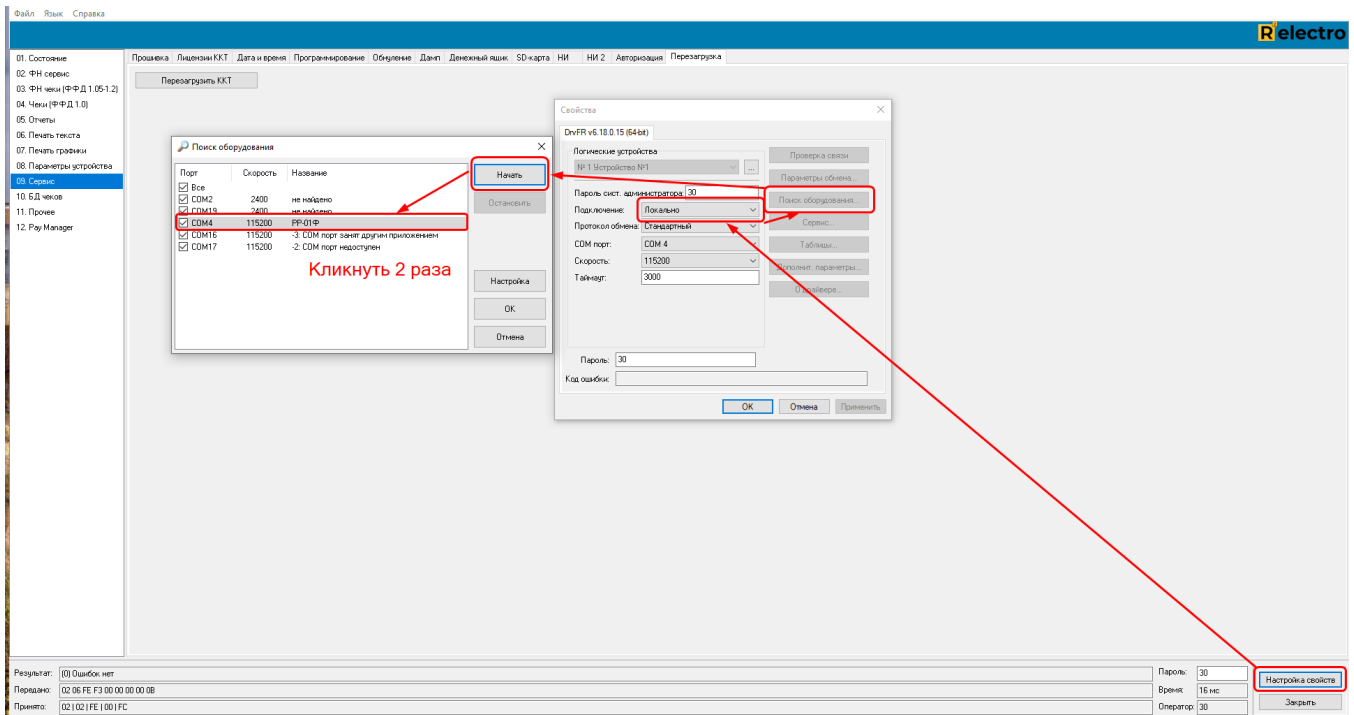 Файл Язык Справка
R electro
01. Состояние
02. ФН сервис
03. ФН чеки (ФФД 1.05-1.2)
04. Чеки (ФФД 1.0)
05. Отчеты
06. Печать текста
07. Печать графики
08. Параметры устройства
09. Сервис
10. БД чеков
11. Прочее
12. Pay Manager
Прошивка Лицензии ККТ Дата и время Программирование Обнуление Дамп Денежный ящик SD-карта НИ НИ 2 Авторизация Перезагрузка
Перезагрузить ККТ
Поиск оборудования
Порт Скорость Название
Все
COM2 2400 не найдено
COM19 2400 не найдено
COM4 115200 РР-01Ф
COM16 115200 -3: COM порт занят другим приложением
COM17 115200 -2: COM порт недоступен
Кликнуть 2 раза
Начать
Остановить
Настройка
OK
Отмена
Свойства
DrvFR v6.18.0.15 (64-bit)
Логические устройства
№ 1 Устройство №1 ...
Пароль сист. администратора: 30
Подключение: Локально
Протокол обмена: Стандартный
COM порт: COM 4
Скорость: 115200
Таймаут: 3000
Проверка связи
Параметры обмена...
Поиск оборудования...
Сервис...
Таблицы...
Дополнит. параметры...
О драйвере...
Пароль: 30
Код ошибки:
OK Отмена Применить
Результат: (0) Ошибок нет
Передано: 02 06 FE F3 00 00 00 00 0B
Принято: 02 | 02 | FE | 00 | FC
Пароль: 30
Время: 16 мс
Оператор: 30
Настройка свойств
Закрыть